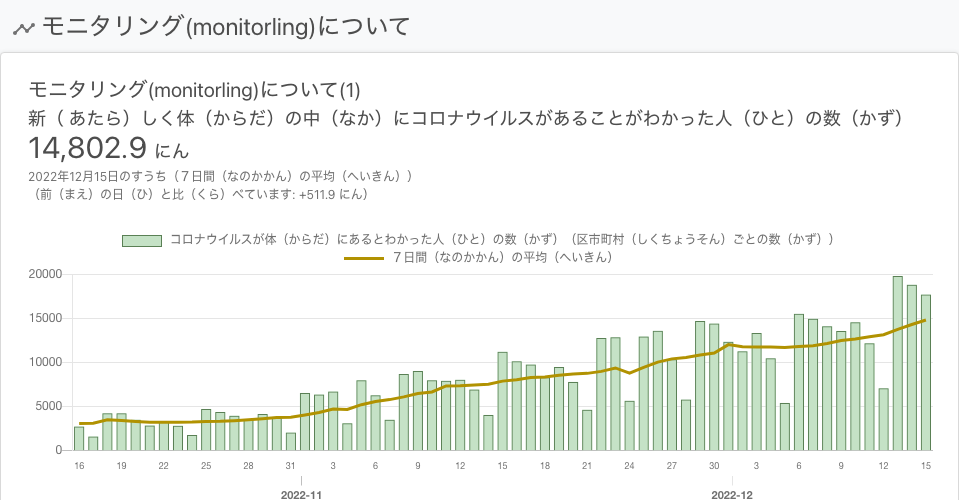 モニタリング(monitorling)について
モニタリング(monitorling)について(1)
新（ あたら）しく体（からだ）の中（なか）にコロナウイルスがあることがわかった人（ひと）の数（かず）
14,802.9 にん
2022年12月15日のすうち（７日間（なのかかん）の平均（へいきん））
（前（まえ）の日（ひ）と比（くら）べています: +511.9 にん）
コロナウイルスが体（からだ）にあるとわかった人（ひと）の数（かず）（区市町村（しくちょうそん）ごとの数（かず））
７日間（なのかかん）の平均（へいきん）
20000
15000
10000
5000
0
16 19 22 25 28 31 3 6 9 12 15 18 21 24 27 30 3 6 9 12 15
2022-11 2022-12